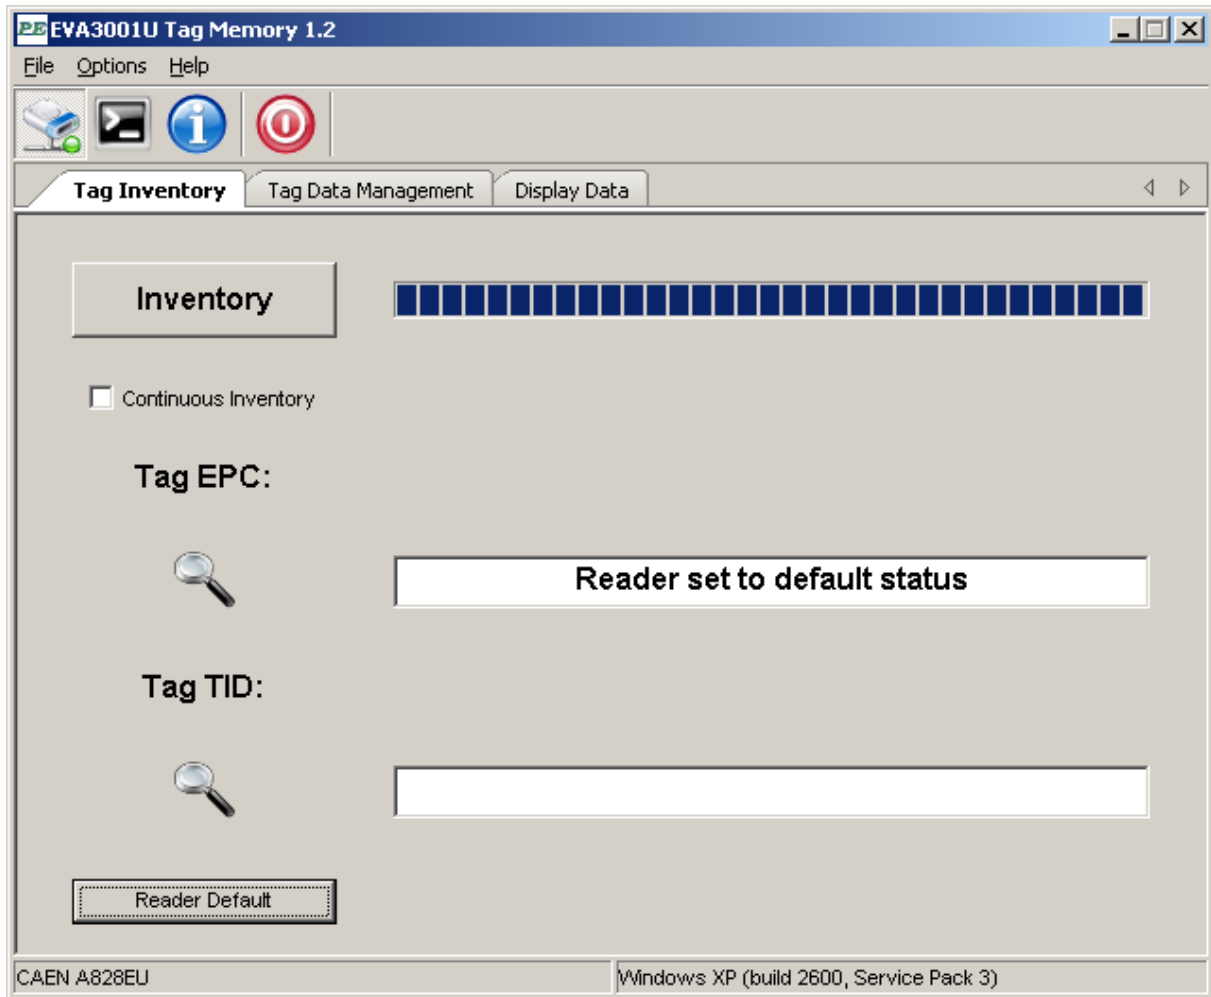 PE EVA3001U Tag Memory 1.2
File Options Help
Tag Inventory Tag Data Management Display Data
Inventory
Continuous Inventory
Tag EPC:
Reader set to default status
Tag TID:
Reader Default
CAEN A828EU Windows XP (build 2600, Service Pack 3)